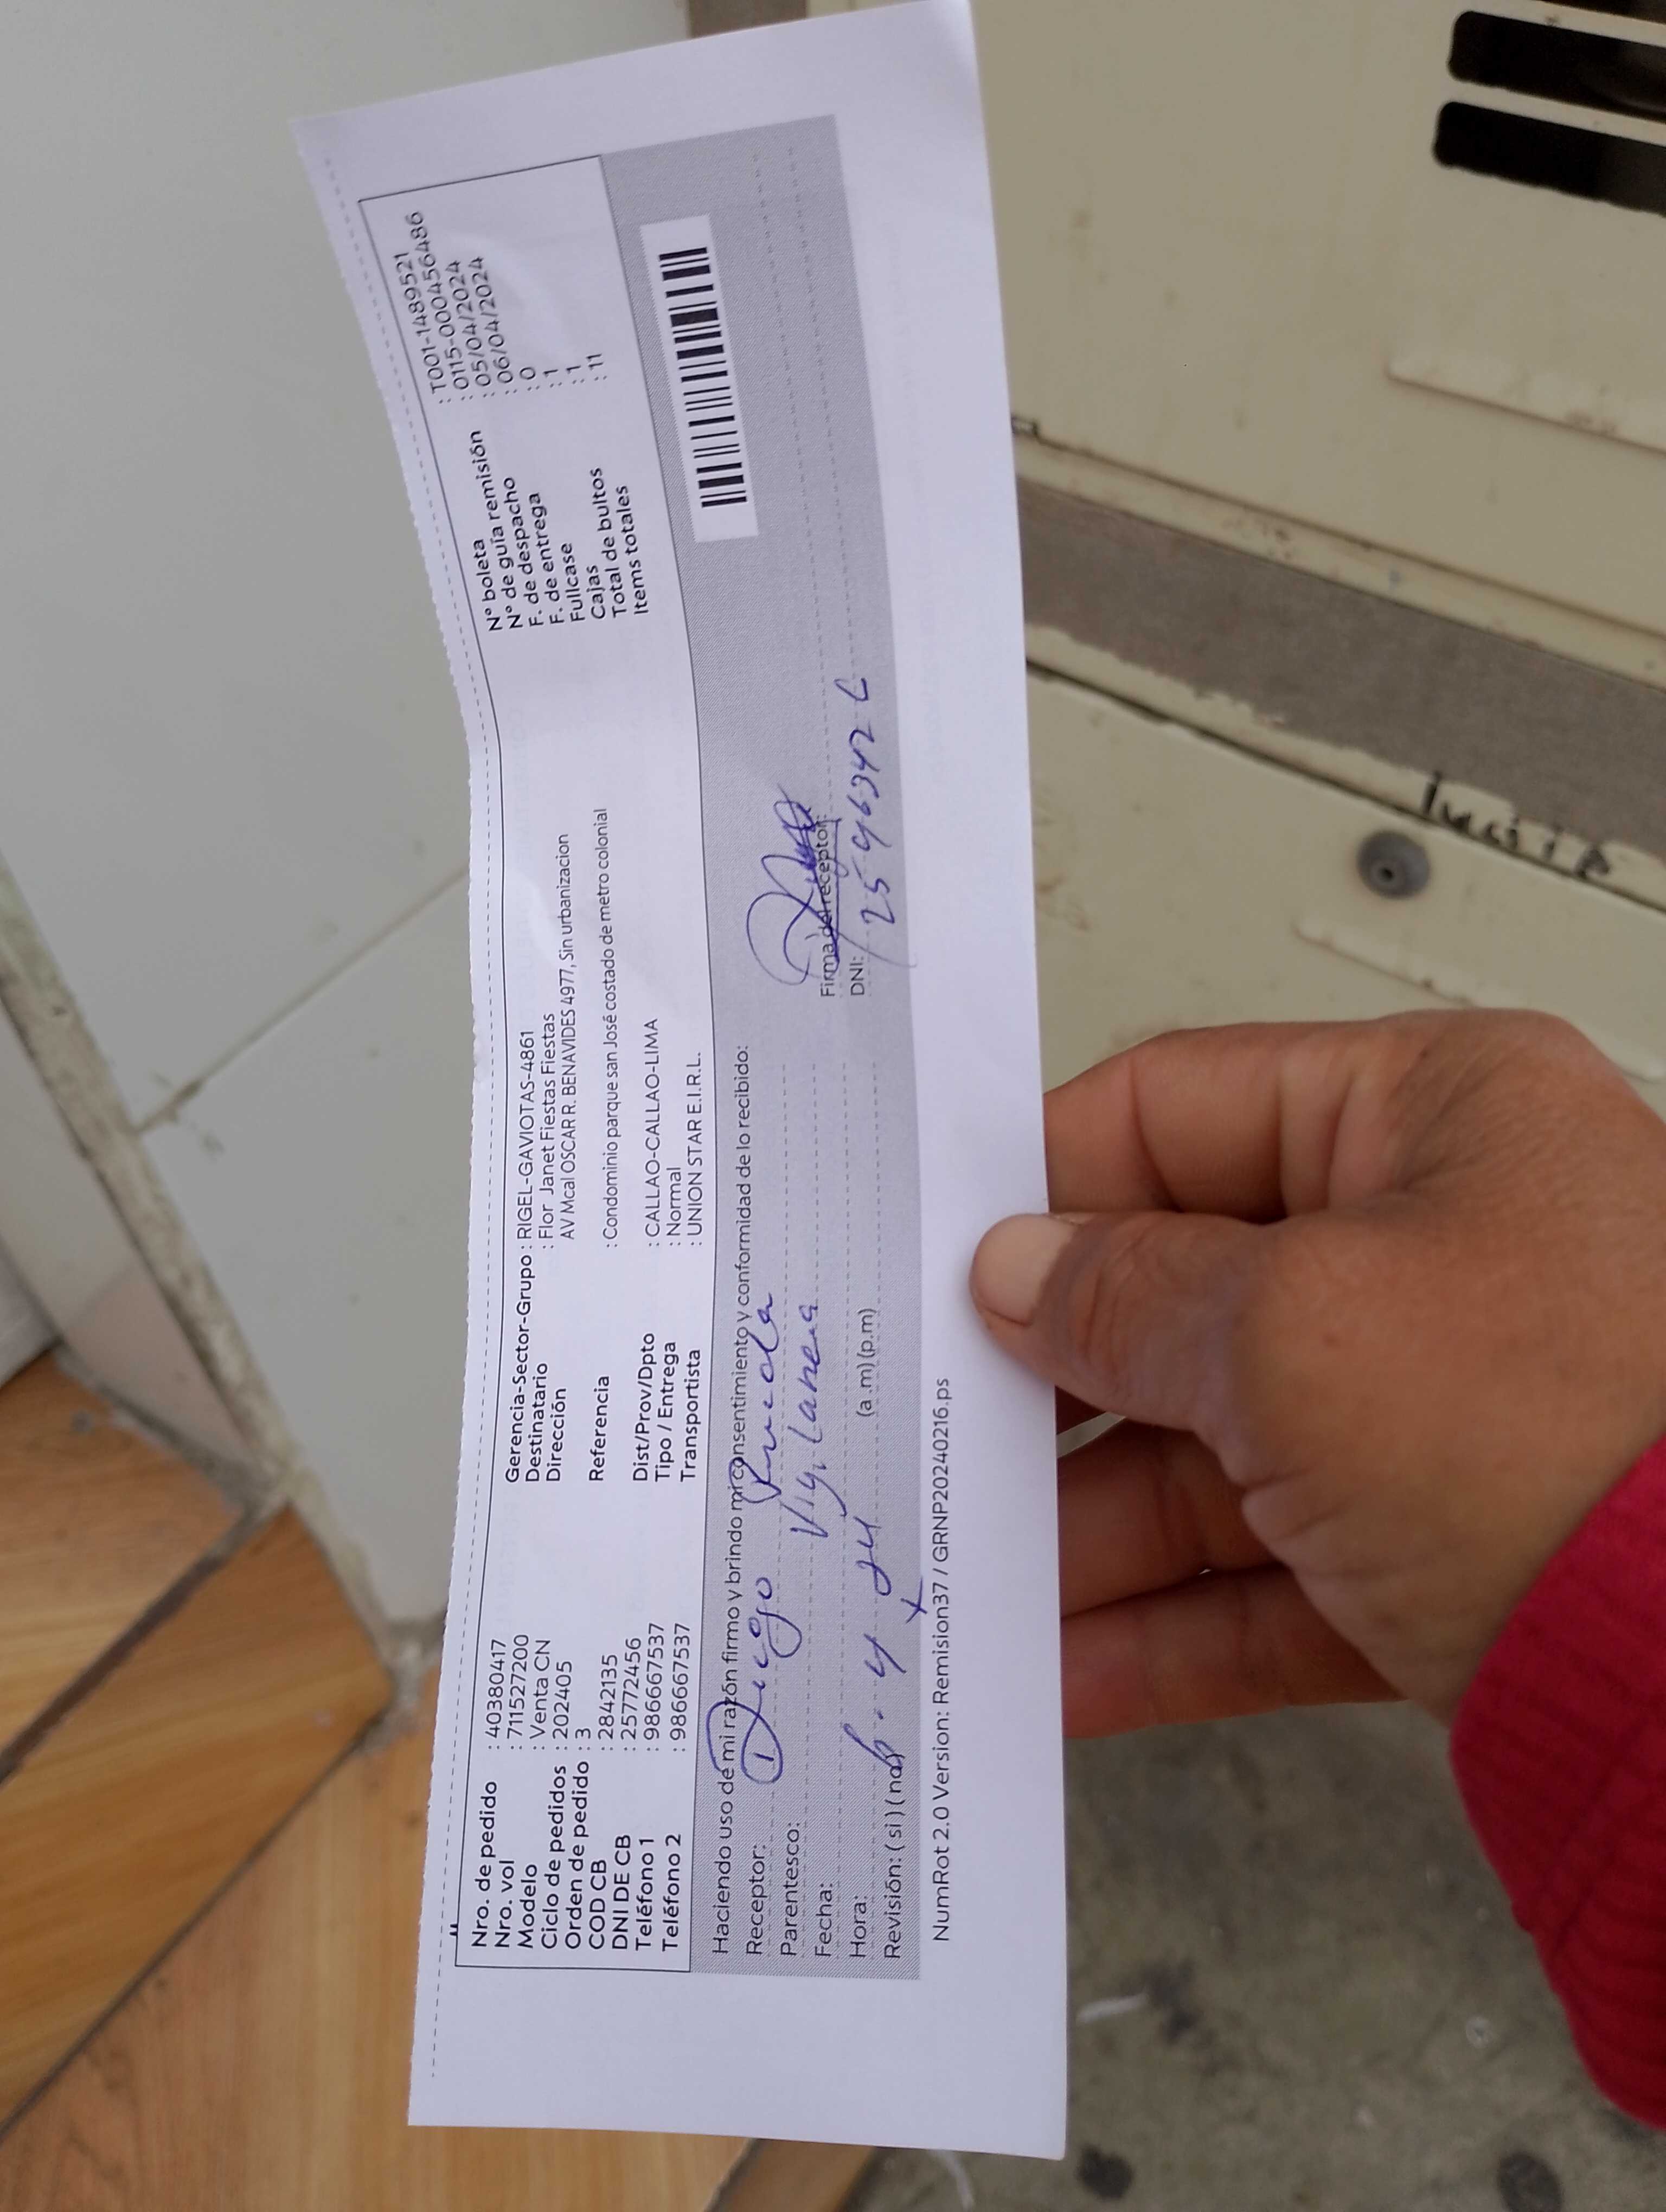 Nro. de pedido : 40380417
Nro. vol : 711527200
Modelo : Venta CN
Ciclo de pedidos : 202405
Orden de pedido : 3
COD CB : 2842135
DNI DE CB : 25772456
Teléfono 1 : 986667537
Teléfono 2 : 986667537
Gerencia-Sector-Grupo : RIGEL-GAVIOTAS-4861
Destinatario : Flor Janet Fiestas Fiestas
Dirección AV Mcal OSCAR R. BENAVIDES 4977, Sin urbanizacion
Referencia : Condominio parque san José costado de metro colonial
Dist/Prov/Dpto : CALLAO-CALLAO-LIMA
Tipo / Entrega : Normal
Transportista : UNION STAR E.I.R.L.
Nº boleta : T001-1489521
Nº de guía remisión : 0115-000456486
F. de despacho : 05/04/2024
F. de entrega : 06/04/2024
Fullcase : 0
Cajas : 1
Total de bultos : 1
Items totales : 11
Haciendo uso de mi razón firmo y brindo mi consentimiento y conformidad de lo recibido:
Receptor: Diego Rueda
Parentesco: Vigilancia
Fecha:
Hora: (a.m) (p.m)
Revisión: ( si ) ( no )
Firma del receptor:
DNI:
NumRot 2.0 Version: Remision37 / GRNP20240216.ps